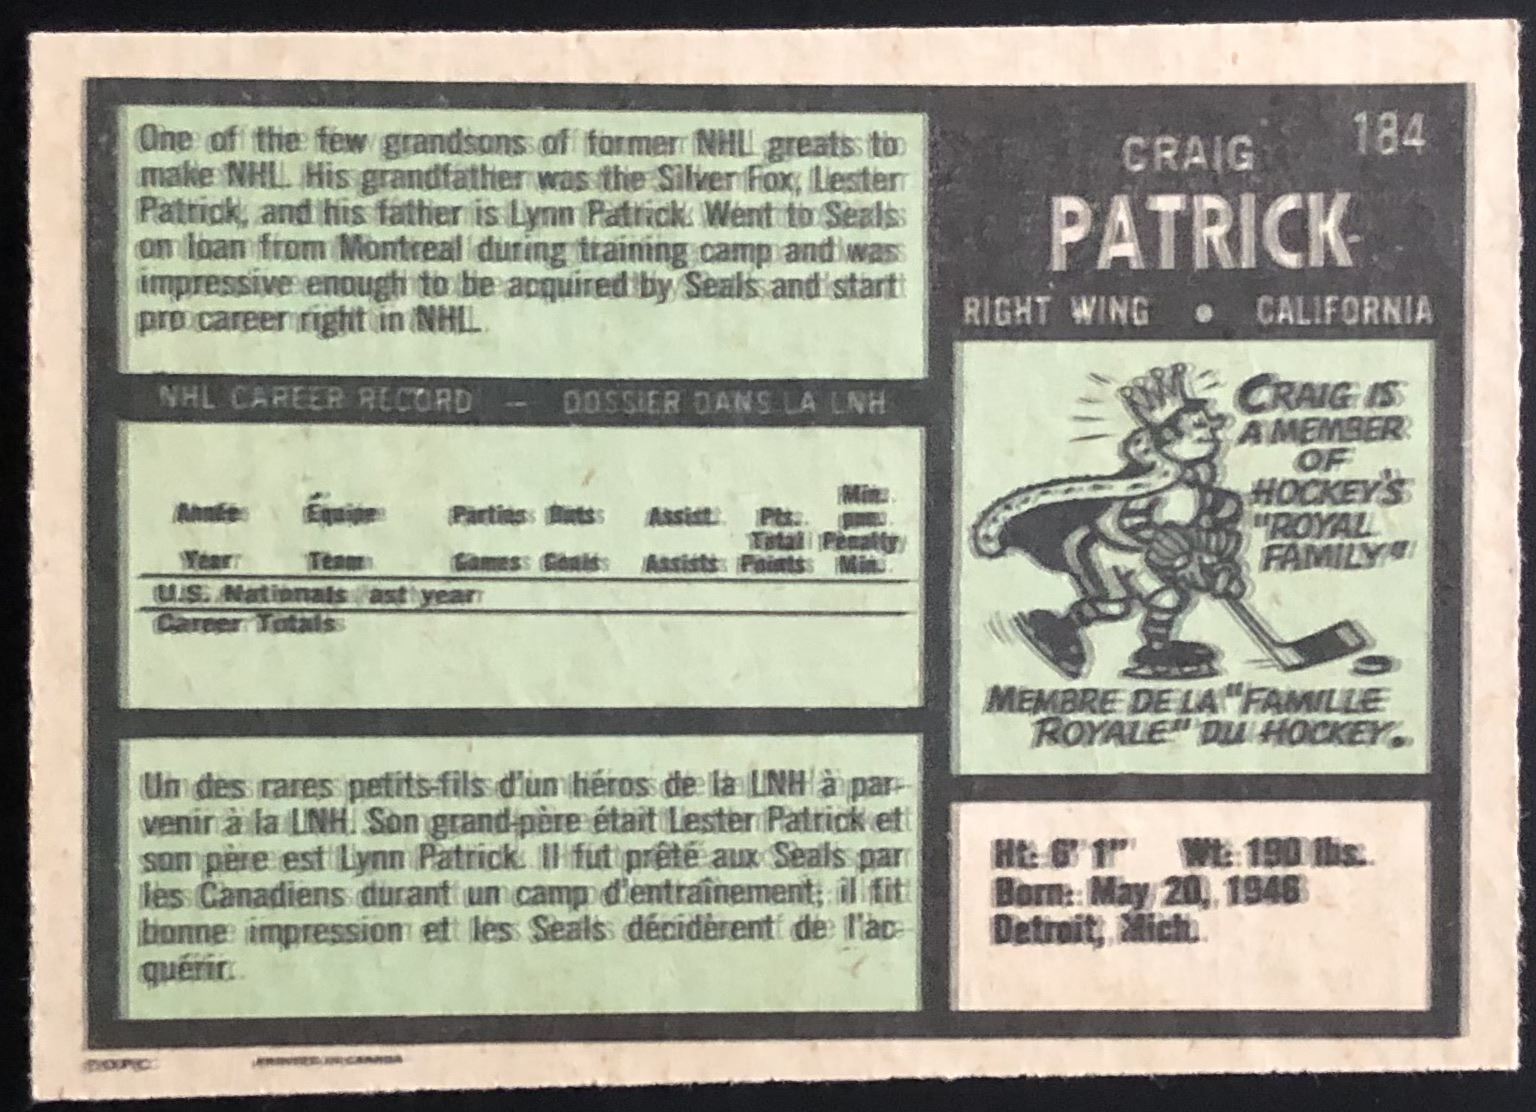 One of the few grandsons of former NHL greats to
make NHL. His grandfather was the Silver Fox, Lester
Patrick, and his father is Lynn Patrick. Went to Seals
on loan from Montreal during training camp and was
impressive enough to be acquired by Seals and start
pro career right in NHL.
184
CRAIG
PATRICK
RIGHT WING • CALIFORNIA
NHL CAREER RECORD — DOSSIER DANS LA LNH
Année Équipe Parties Buts Assist. Pts. Min. pun.
Year Team Games Goals Assists Total Points Penalty Min.
U.S. Nationals last year
Career Totals
CRAIG IS
A MEMBER
OF
HOCKEY'S
"ROYAL
FAMILY"
MEMBRE DE LA "FAMILLE
ROYALE" DU HOCKEY.
Un des rares petits-fils d'un héros de la LNH à par-
venir à la LNH. Son grand-père était Lester Patrick et
son père est Lynn Patrick. Il fut prêté aux Seals par
les Canadiens durant un camp d'entraînement; il fit
bonne impression et les Seals décidèrent de l'ac-
quérir.
Ht: 6' 1" Wt: 190 lbs.
Born: May 20, 1946
Detroit, Mich.
PRINTED IN CANADA